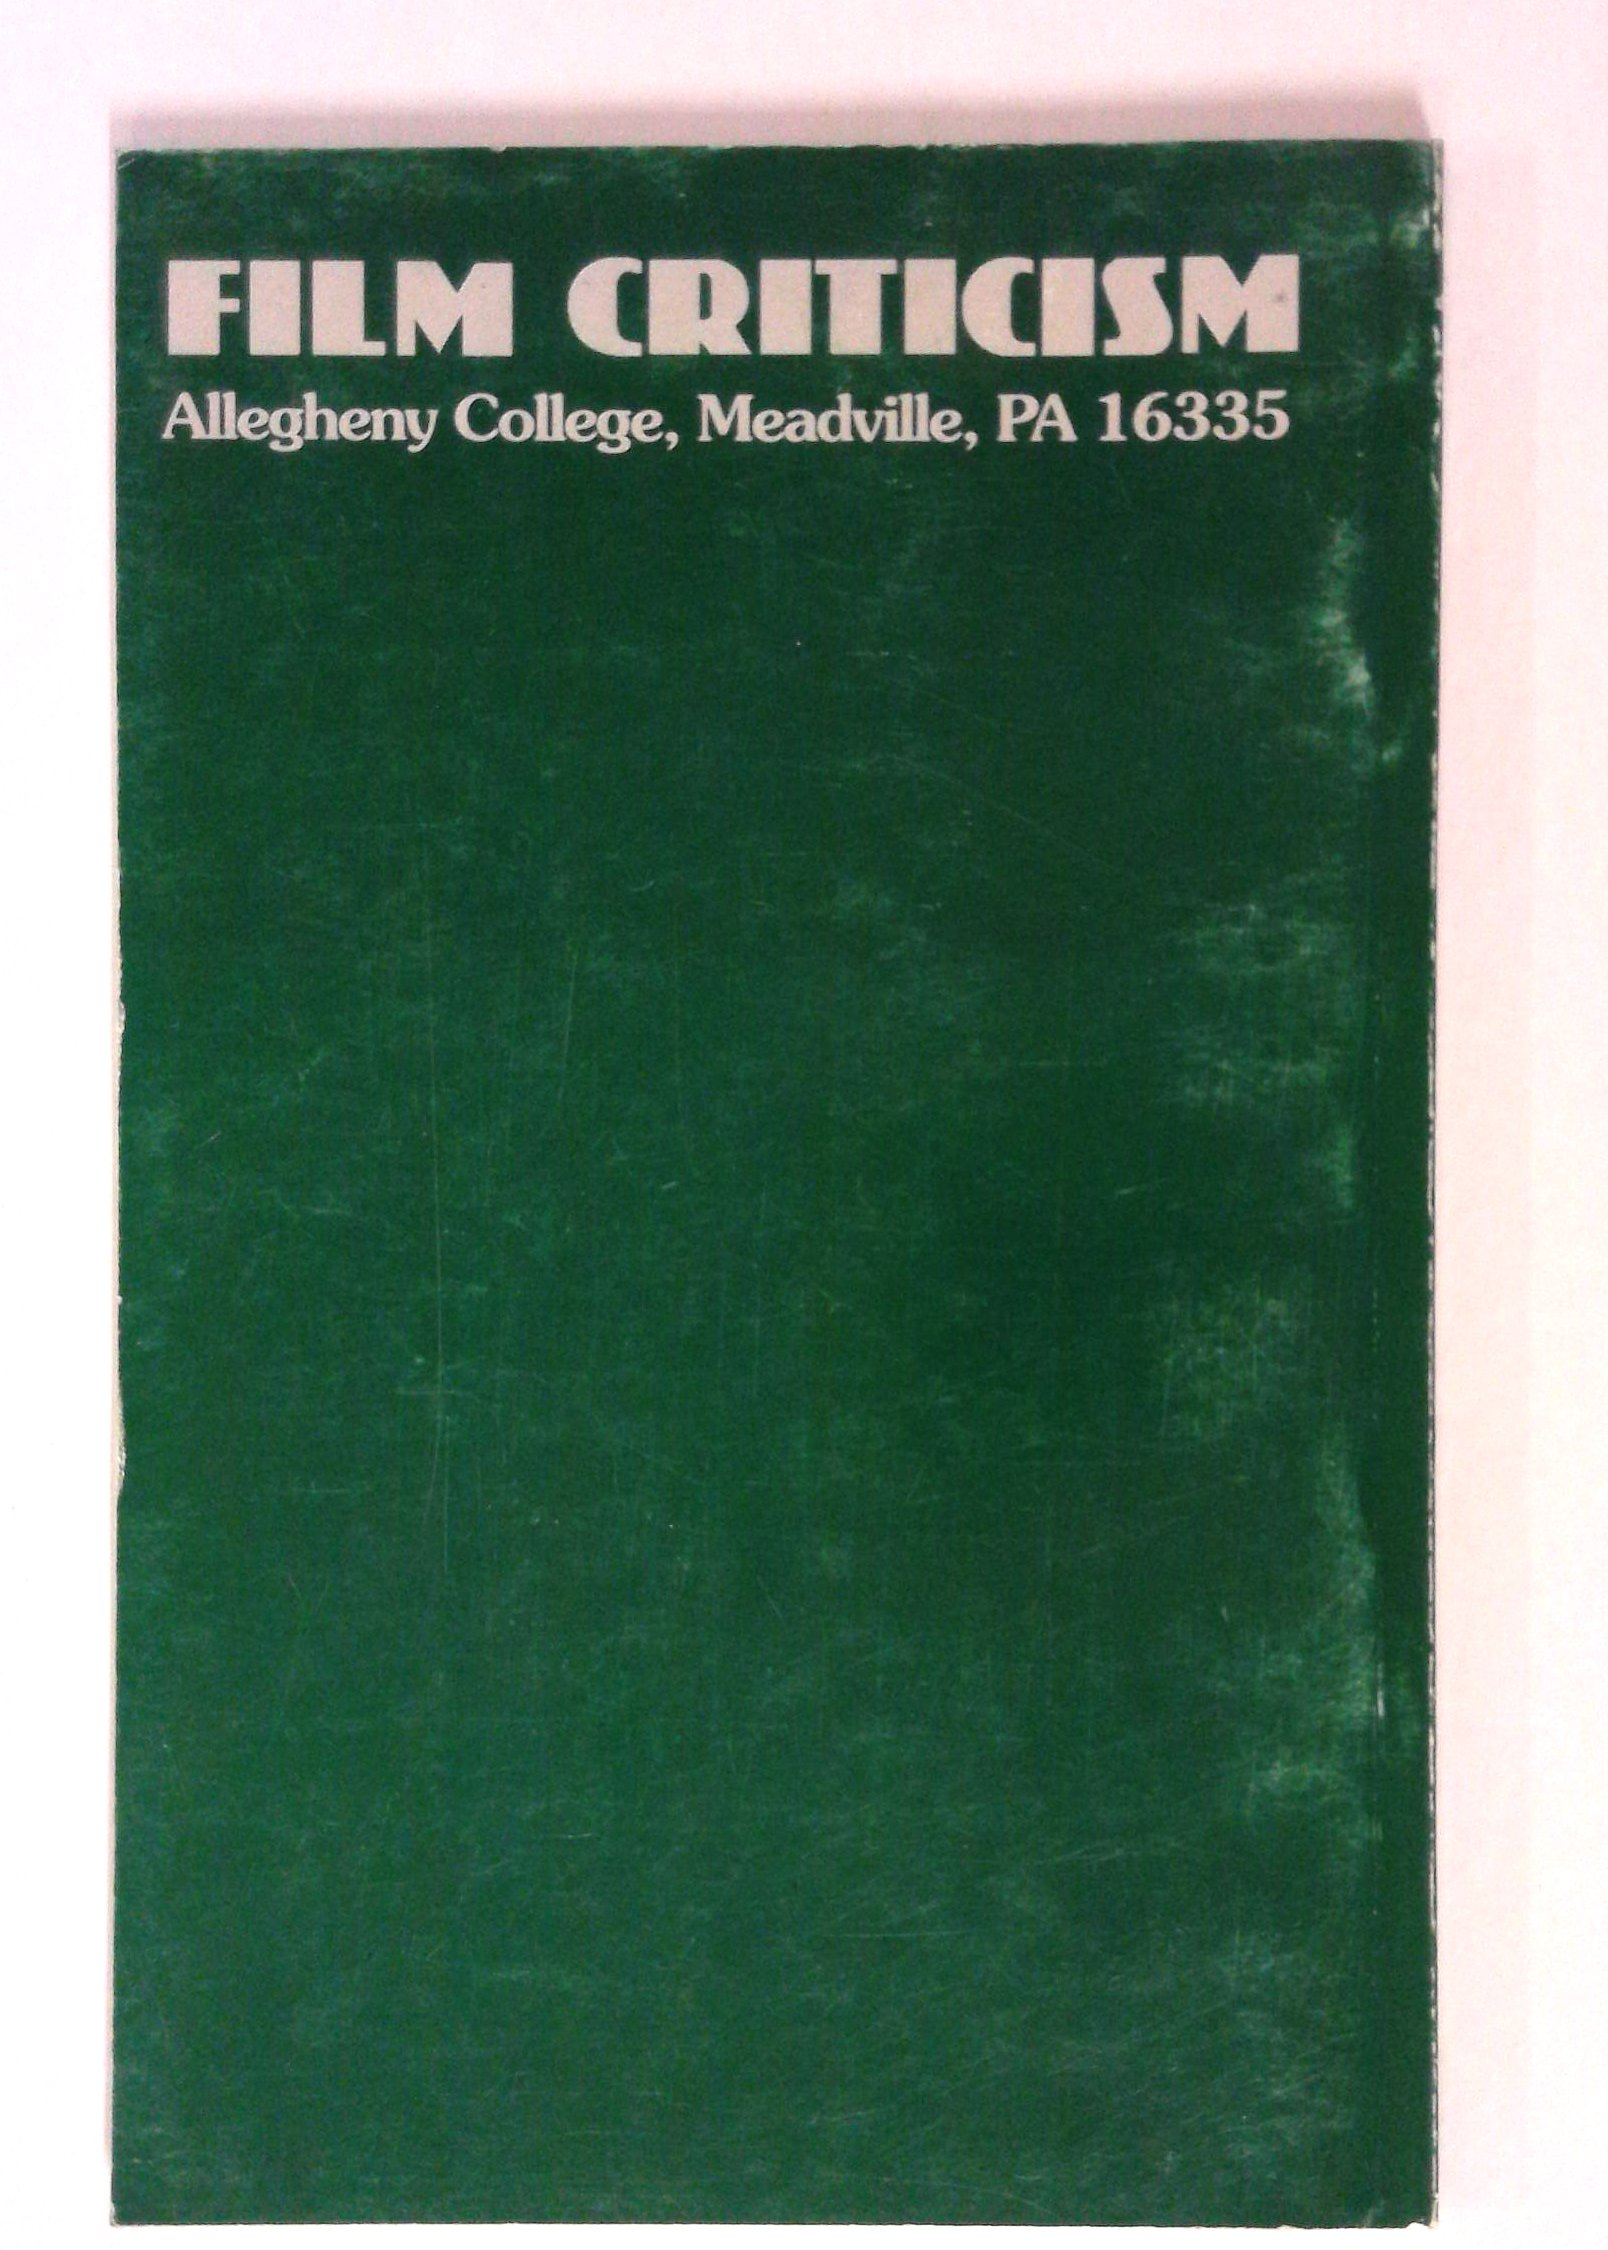 FILM CRITICISM
Allegheny College, Meadville, PA 16335